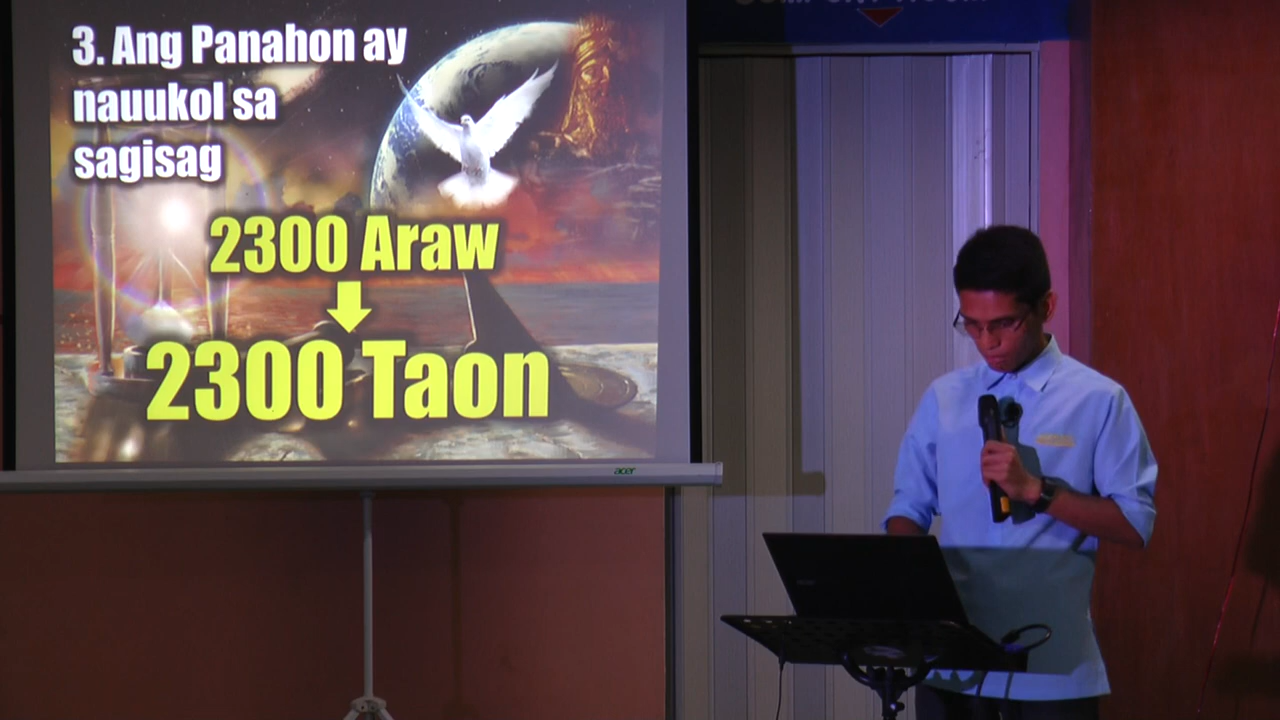 3. Ang Panahon ay
nauukol sa
sagisag
2300 Araw
2300 Taon
acer